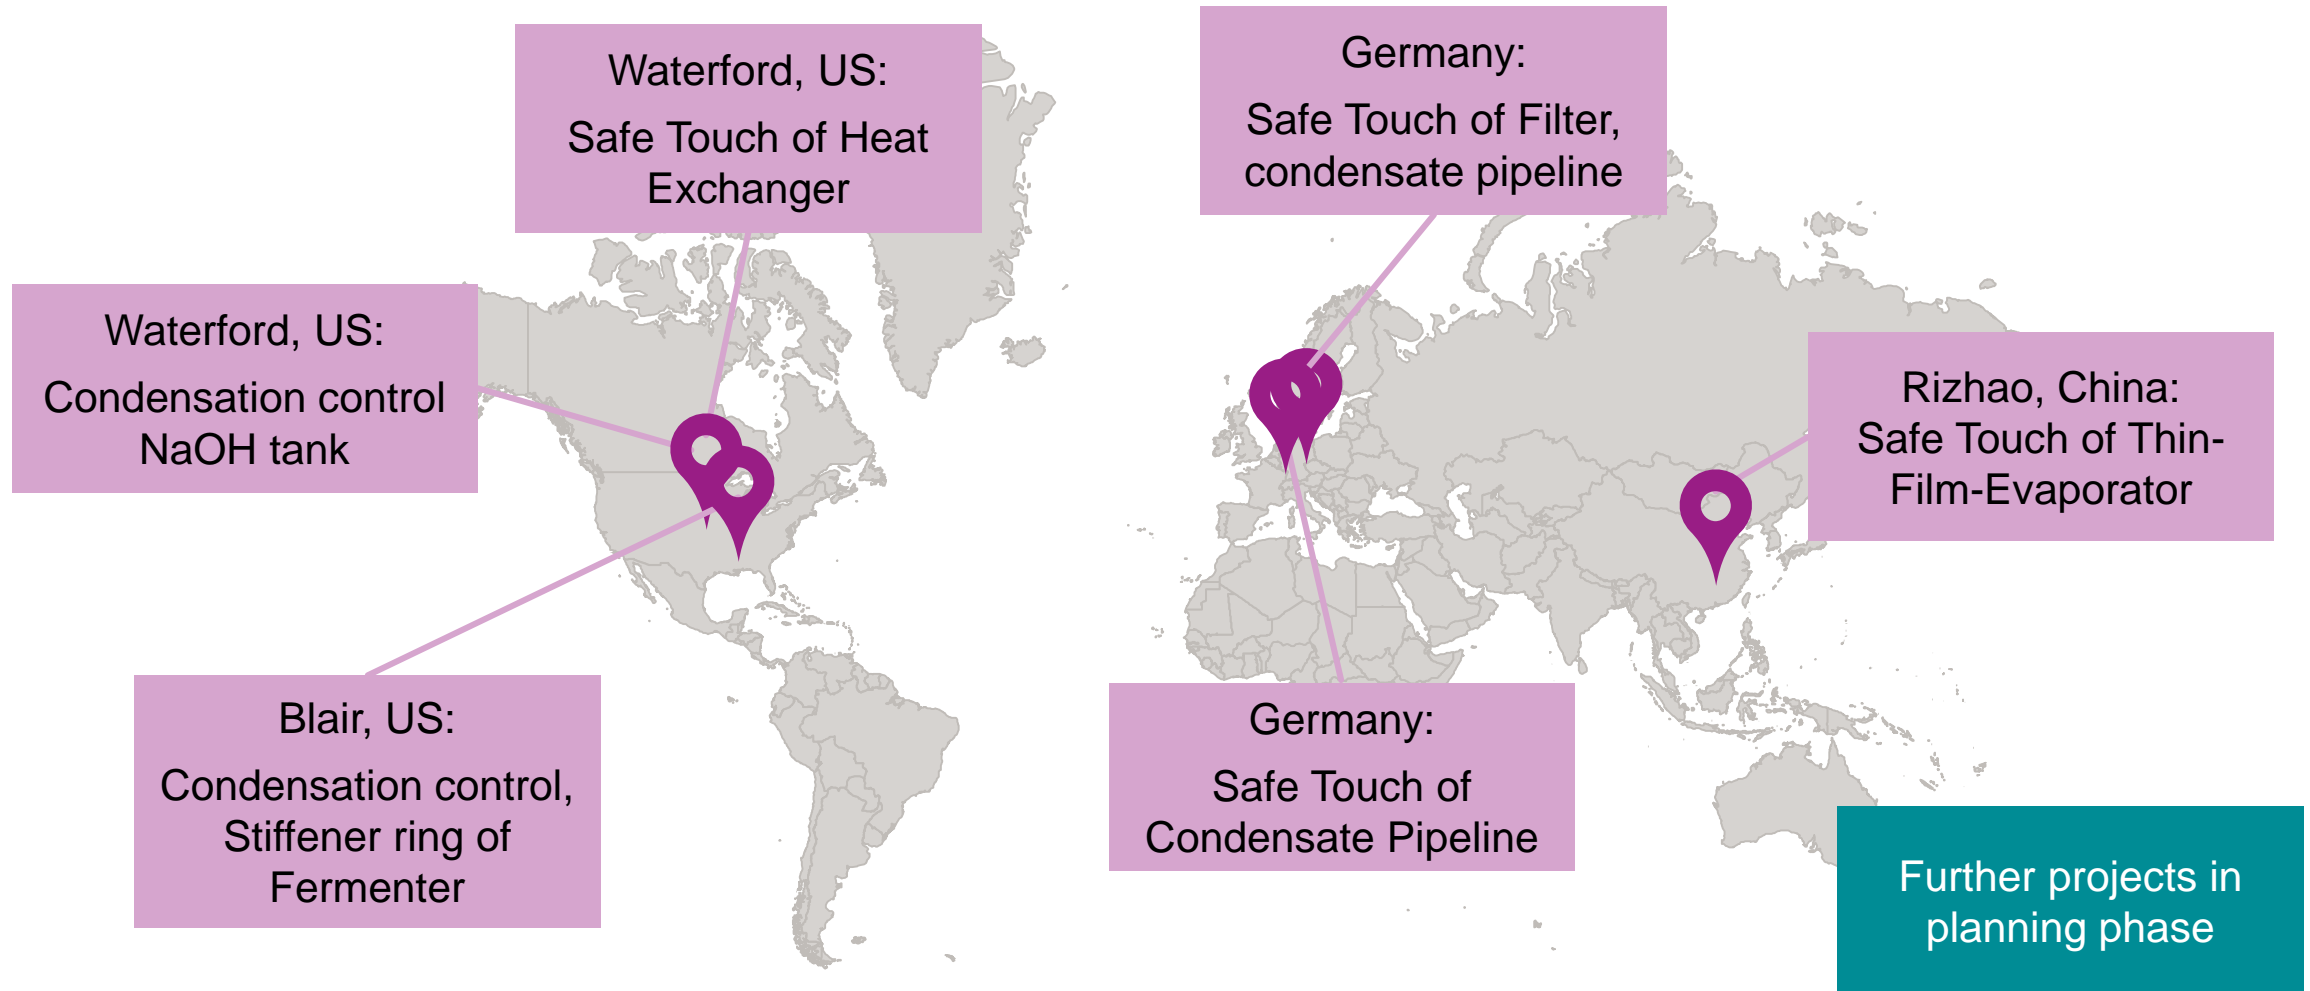 Waterford, US:
Safe Touch of Heat
Exchanger
Germany:
Safe Touch of Filter,
condensate pipeline
Waterford, US:
Condensation control
NaOH tank
Rizhao, China:
Safe Touch of Thin-
Film-Evaporator
Blair, US:
Condensation control,
Stiffener ring of
Fermenter
Germany:
Safe Touch of
Condensate Pipeline
Further projects in
planning phase